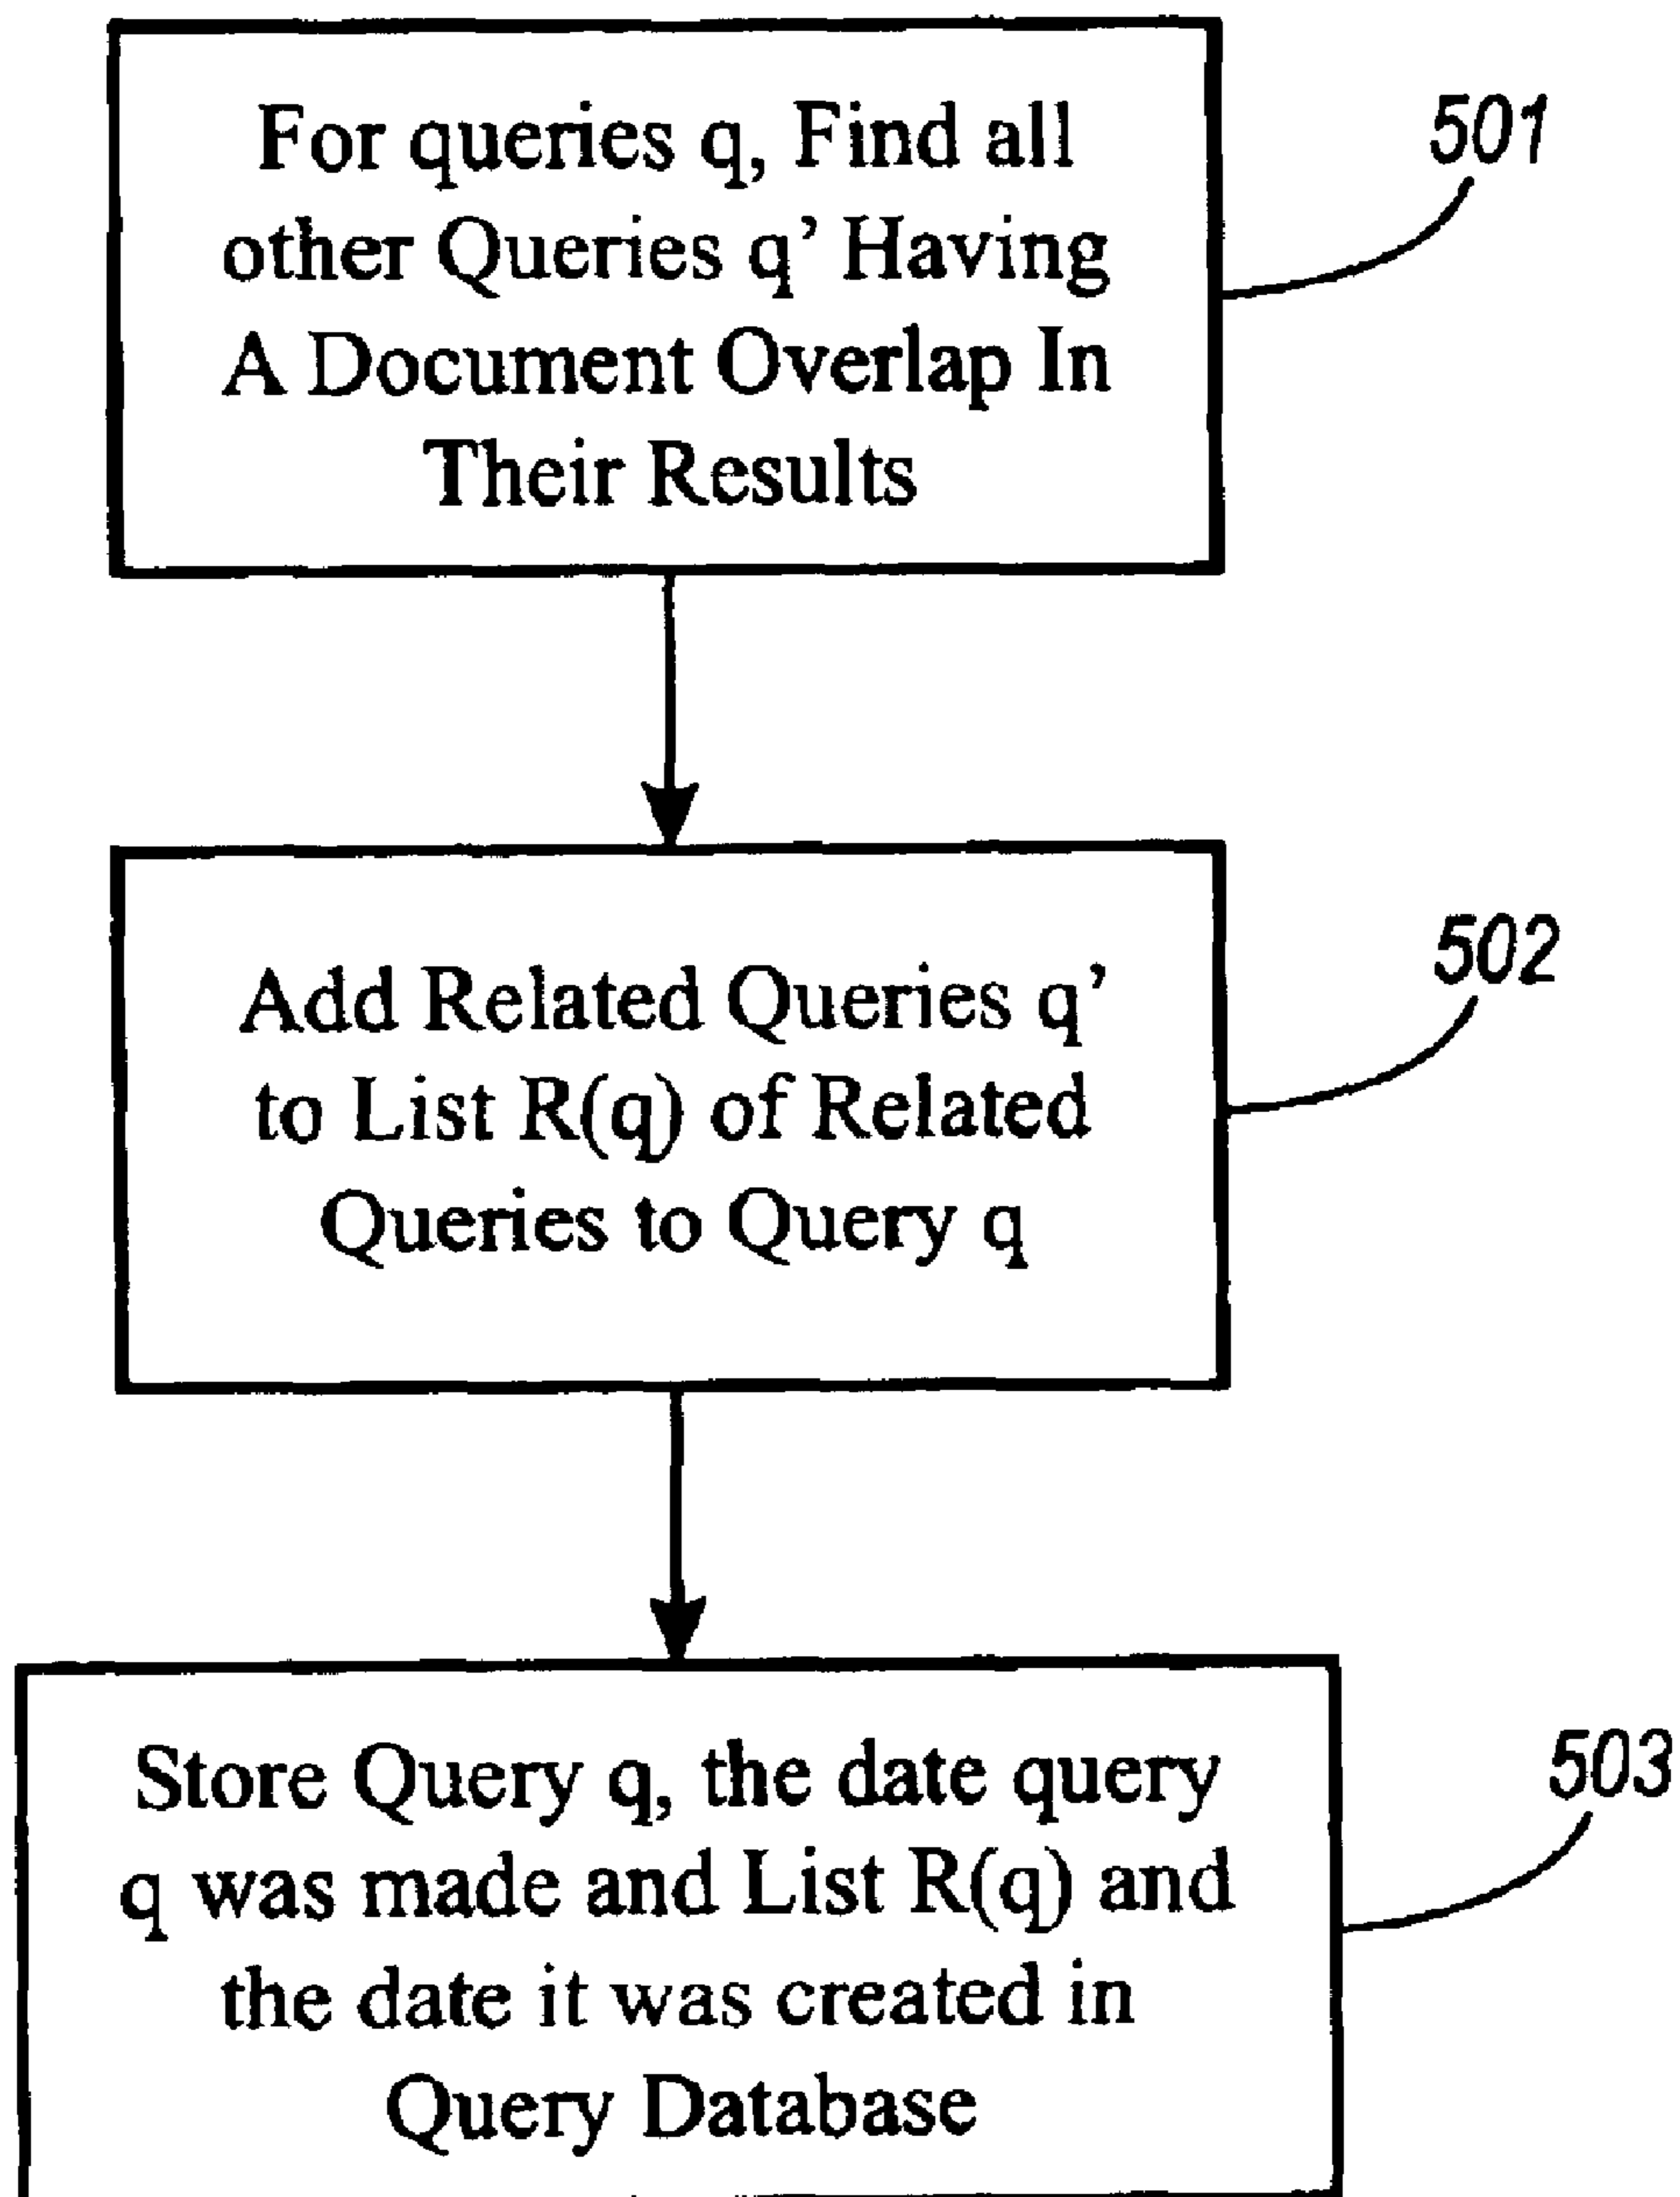 For queries q, Find all
other Queries q’ Having
A Document Overlap In
Their Results
501
Add Related Queries q’
to List R(q) of Related
Queries to Query q
502
Store Query q, the date query
q was made and List R(q) and
the date it was created in
Query Database
503